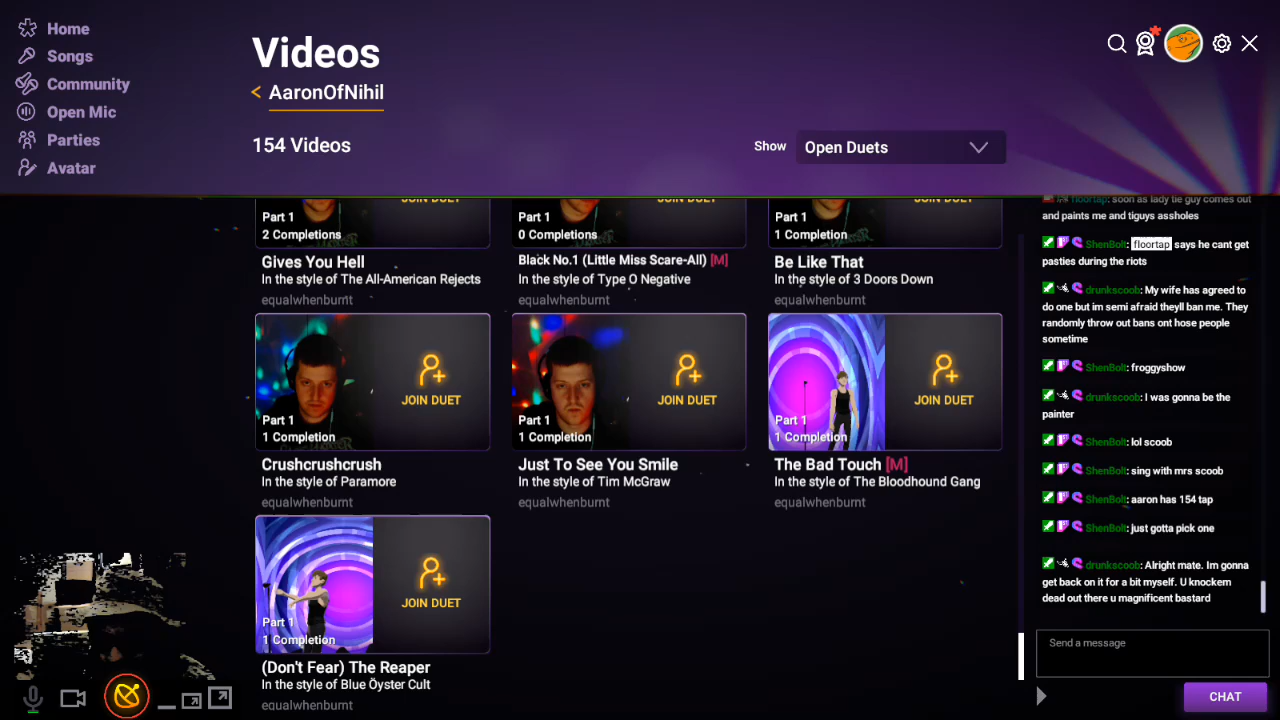 Home
Songs
Community
Open Mic
Parties
Avatar
Videos
< AaronOfNihil
154 Videos
Show
Open Duets
JOIN DUET
JOIN DUET
JOIN DUET
Part 1
2 Completions
Part 1
0 Completions
Part 1
1 Completion
Gives You Hell
In the style of The All-American Rejects
equalwhenburnt
Black No.1 (Little Miss Scare-All) [M]
In the style of Type O Negative
equalwhenburnt
Be Like That
In the style of 3 Doors Down
equalwhenburnt
JOIN DUET
Part 1
1 Completion
Crushcrushcrush
In the style of Paramore
equalwhenburnt
JOIN DUET
Part 1
1 Completion
Just To See You Smile
In the style of Tim McGraw
equalwhenburnt
JOIN DUET
Part 1
1 Completion
The Bad Touch [M]
In the style of The Bloodhound Gang
equalwhenburnt
JOIN DUET
Part 1
1 Completion
(Don't Fear) The Reaper
In the style of Blue Öyster Cult
equalwhenburnt
floortap: soon as lady tie guy comes out
and paints me and tiguys assholes
ShenBolt: floortap says he cant get
pasties during the riots
drunkscoob: My wife has agreed to
do one but im semi afraid theyll ban me. They
randomly throw out bans ont hose people
sometime
ShenBolt: froggyshow
drunkscoob: I was gonna be the
painter
ShenBolt: lol scoob
ShenBolt: sing with mrs scoob
ShenBolt: aaron has 154 tap
ShenBolt: just gotta pick one
drunkscoob: Alright mate. Im gonna
get back on it for a bit myself. U knockem
dead out there u magnificent bastard
Send a message
CHAT